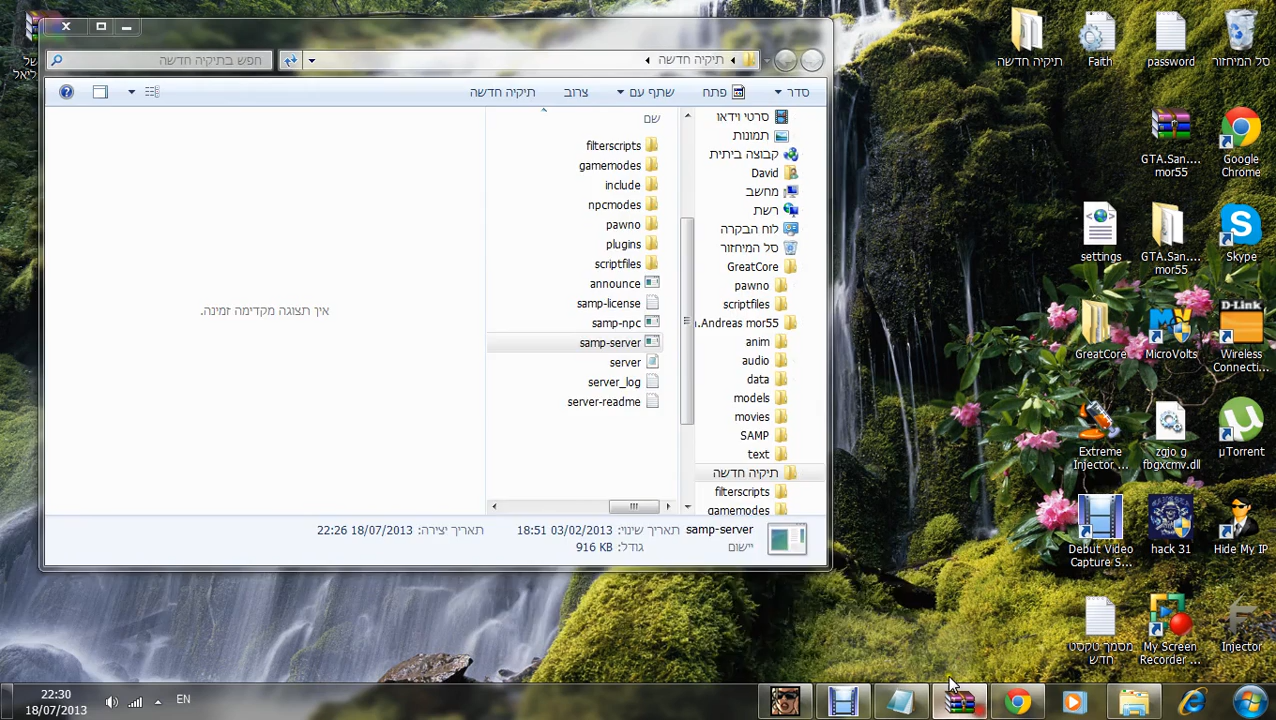 חפש בתיקיה חדשה
תיקיה חדשה
סדר
פתח
שתף עם
צרוב
תיקיה חדשה
סרטי וידאו
תמונות
קבוצה ביתית
David
מחשב
רשת
לוח הבקרה
סל המיחזור
GreatCore
pawno
scriptfiles
.Andreas mor55
anim
audio
data
models
movies
SAMP
text
תיקיה חדשה
filterscripts
gamemodes
שם
filterscripts
gamemodes
include
npcmodes
pawno
plugins
scriptfiles
announce
samp-license
samp-npc
samp-server
server
server_log
server-readme
אין תצוגה מקדימה זמינה.
samp-server תאריך שינוי: 03/02/2013 18:51 תאריך יצירה: 18/07/2013 22:26
יישום גודל: 916 KB
סל המיחזור
password
Faith
תיקיה חדשה
Google Chrome
GTA.San.... mor55
Skype
GTA.San.... mor55
settings
D-Link
Wireless Connecti...
MicroVolts
GreatCore
µTorrent
zgjo g fbgxcmv.dll
Extreme Injector ...
Hide My IP
hack 31
Debut Video Capture S...
Injector
My Screen Recorder ...
מסמך טקסט חדש
EN
22:30
18/07/2013